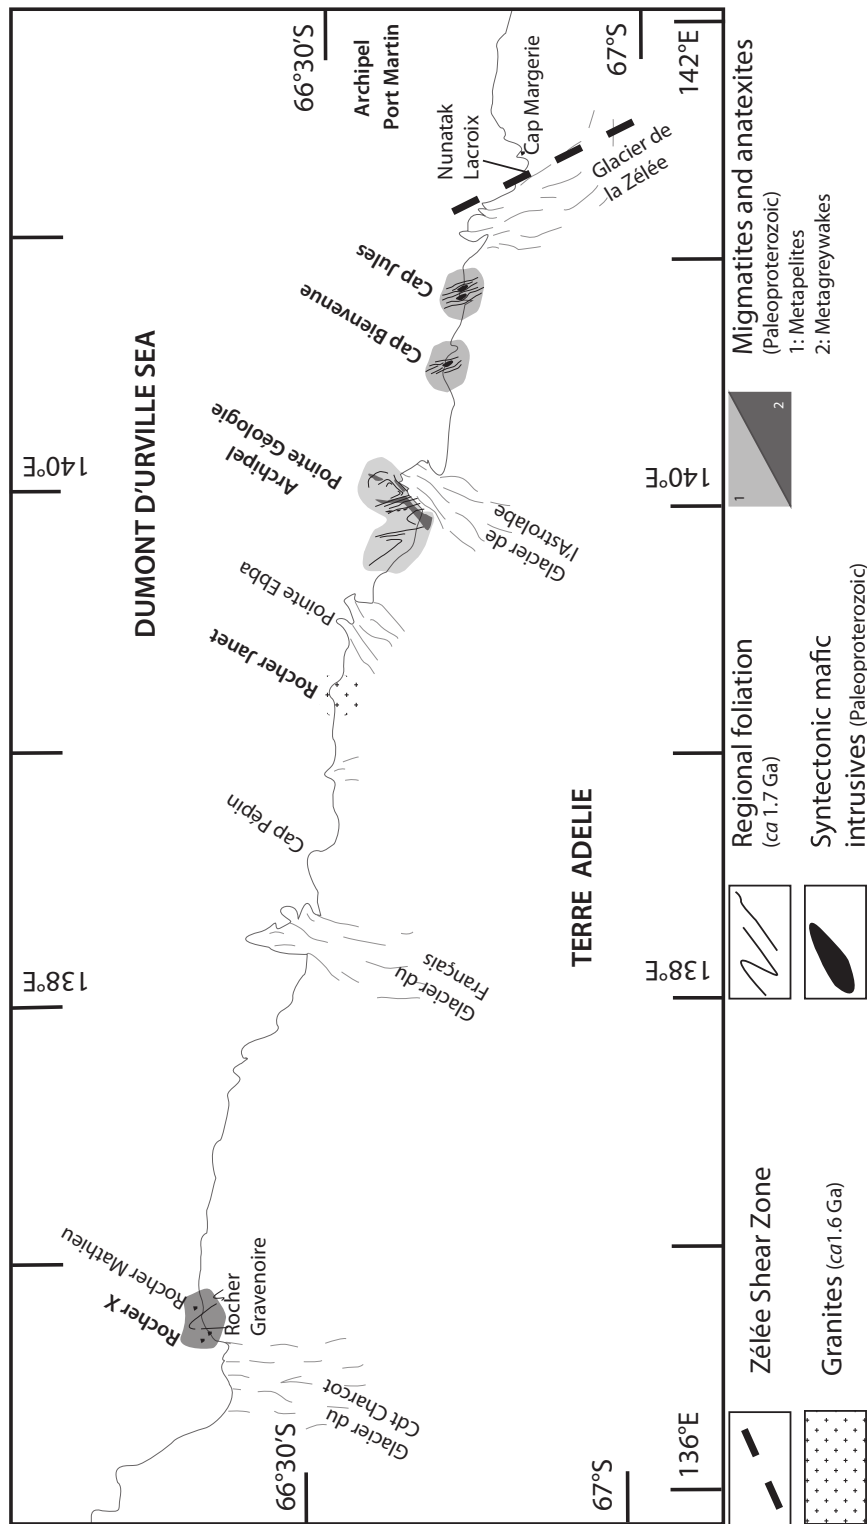 DUMONT D'URVILLE SEA
TERRE ADELIE
138°E
140°E
66°30'S
67°S
66°30'S
67°S
136°E
138°E
140°E
142°E
Glacier du
Cdt Charcot
Rocher X
Rocher Mathieu
Rocher
Gravenoire
Glacier du
Français
Cap Pépin
Rocher Janet
Pointe Ebba
Archipel
Pointe Géologie
Glacier de
l'Astrolabe
Cap Bienvenue
Cap Jules
Nunatak
Lacroix
Cap Margerie
Glacier de
la Zélée
Archipel
Port Martin
Zélée Shear Zone
Granites (ca1.6 Ga)
Regional foliation
(ca 1.7 Ga)
Syntectonic mafic
intrusives (Paleoproterozoic)
1
2
Migmatites and anatexites
(Paleoproterozoic)
1: Metapelites
2: Metagreywakes